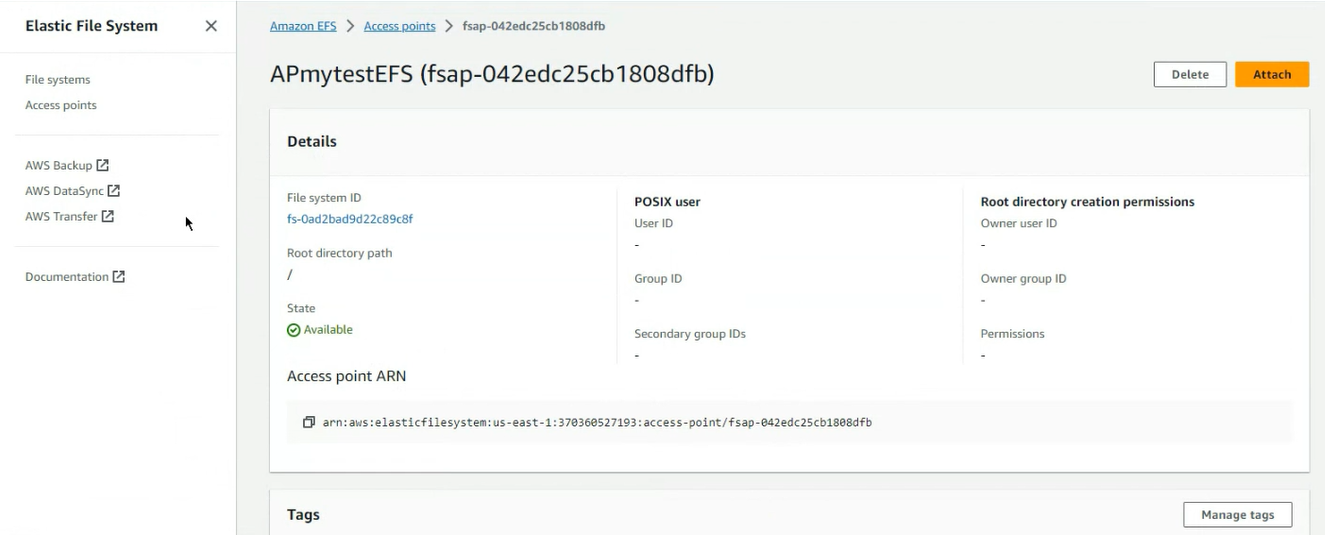 Elastic File System
File systems
Access points
AWS Backup
AWS DataSync
AWS Transfer
Documentation
Amazon EFS > Access points > fsap-042edc25cb1808dfb
APmytestEFS (fsap-042edc25cb1808dfb)
Delete
Attach
Details
File system ID
fs-0ad2bad9d22c89c8f
Root directory path
/
State
Available
POSIX user
User ID
-
Group ID
-
Secondary group IDs
-
Root directory creation permissions
Owner user ID
-
Owner group ID
-
Permissions
-
Access point ARN
arn:aws:elasticfilesystem:us-east-1:370360527193:access-point/fsap-042edc25cb1808dfb
Tags
Manage tags